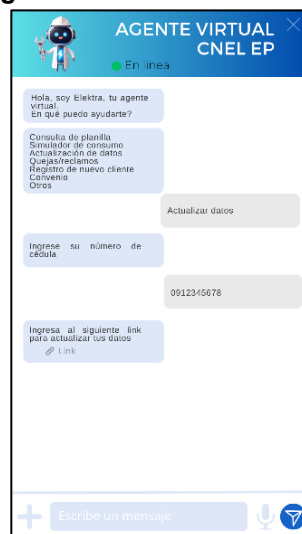 AGENTE VIRTUAL
CNEL EP
En línea
Hola, soy Elektra, tu agente
virtual.
En qué puedo ayudarte?
Consulta de planilla
Simulador de consumo
Actualización de datos
Quejas/reclamos
Registro de nuevo cliente
Convenio
Otros
Actualizar datos
Ingrese su número de
cédula
0912345678
Ingresa al siguiente link
para actualizar tus datos
Link
Escribe un mensaje